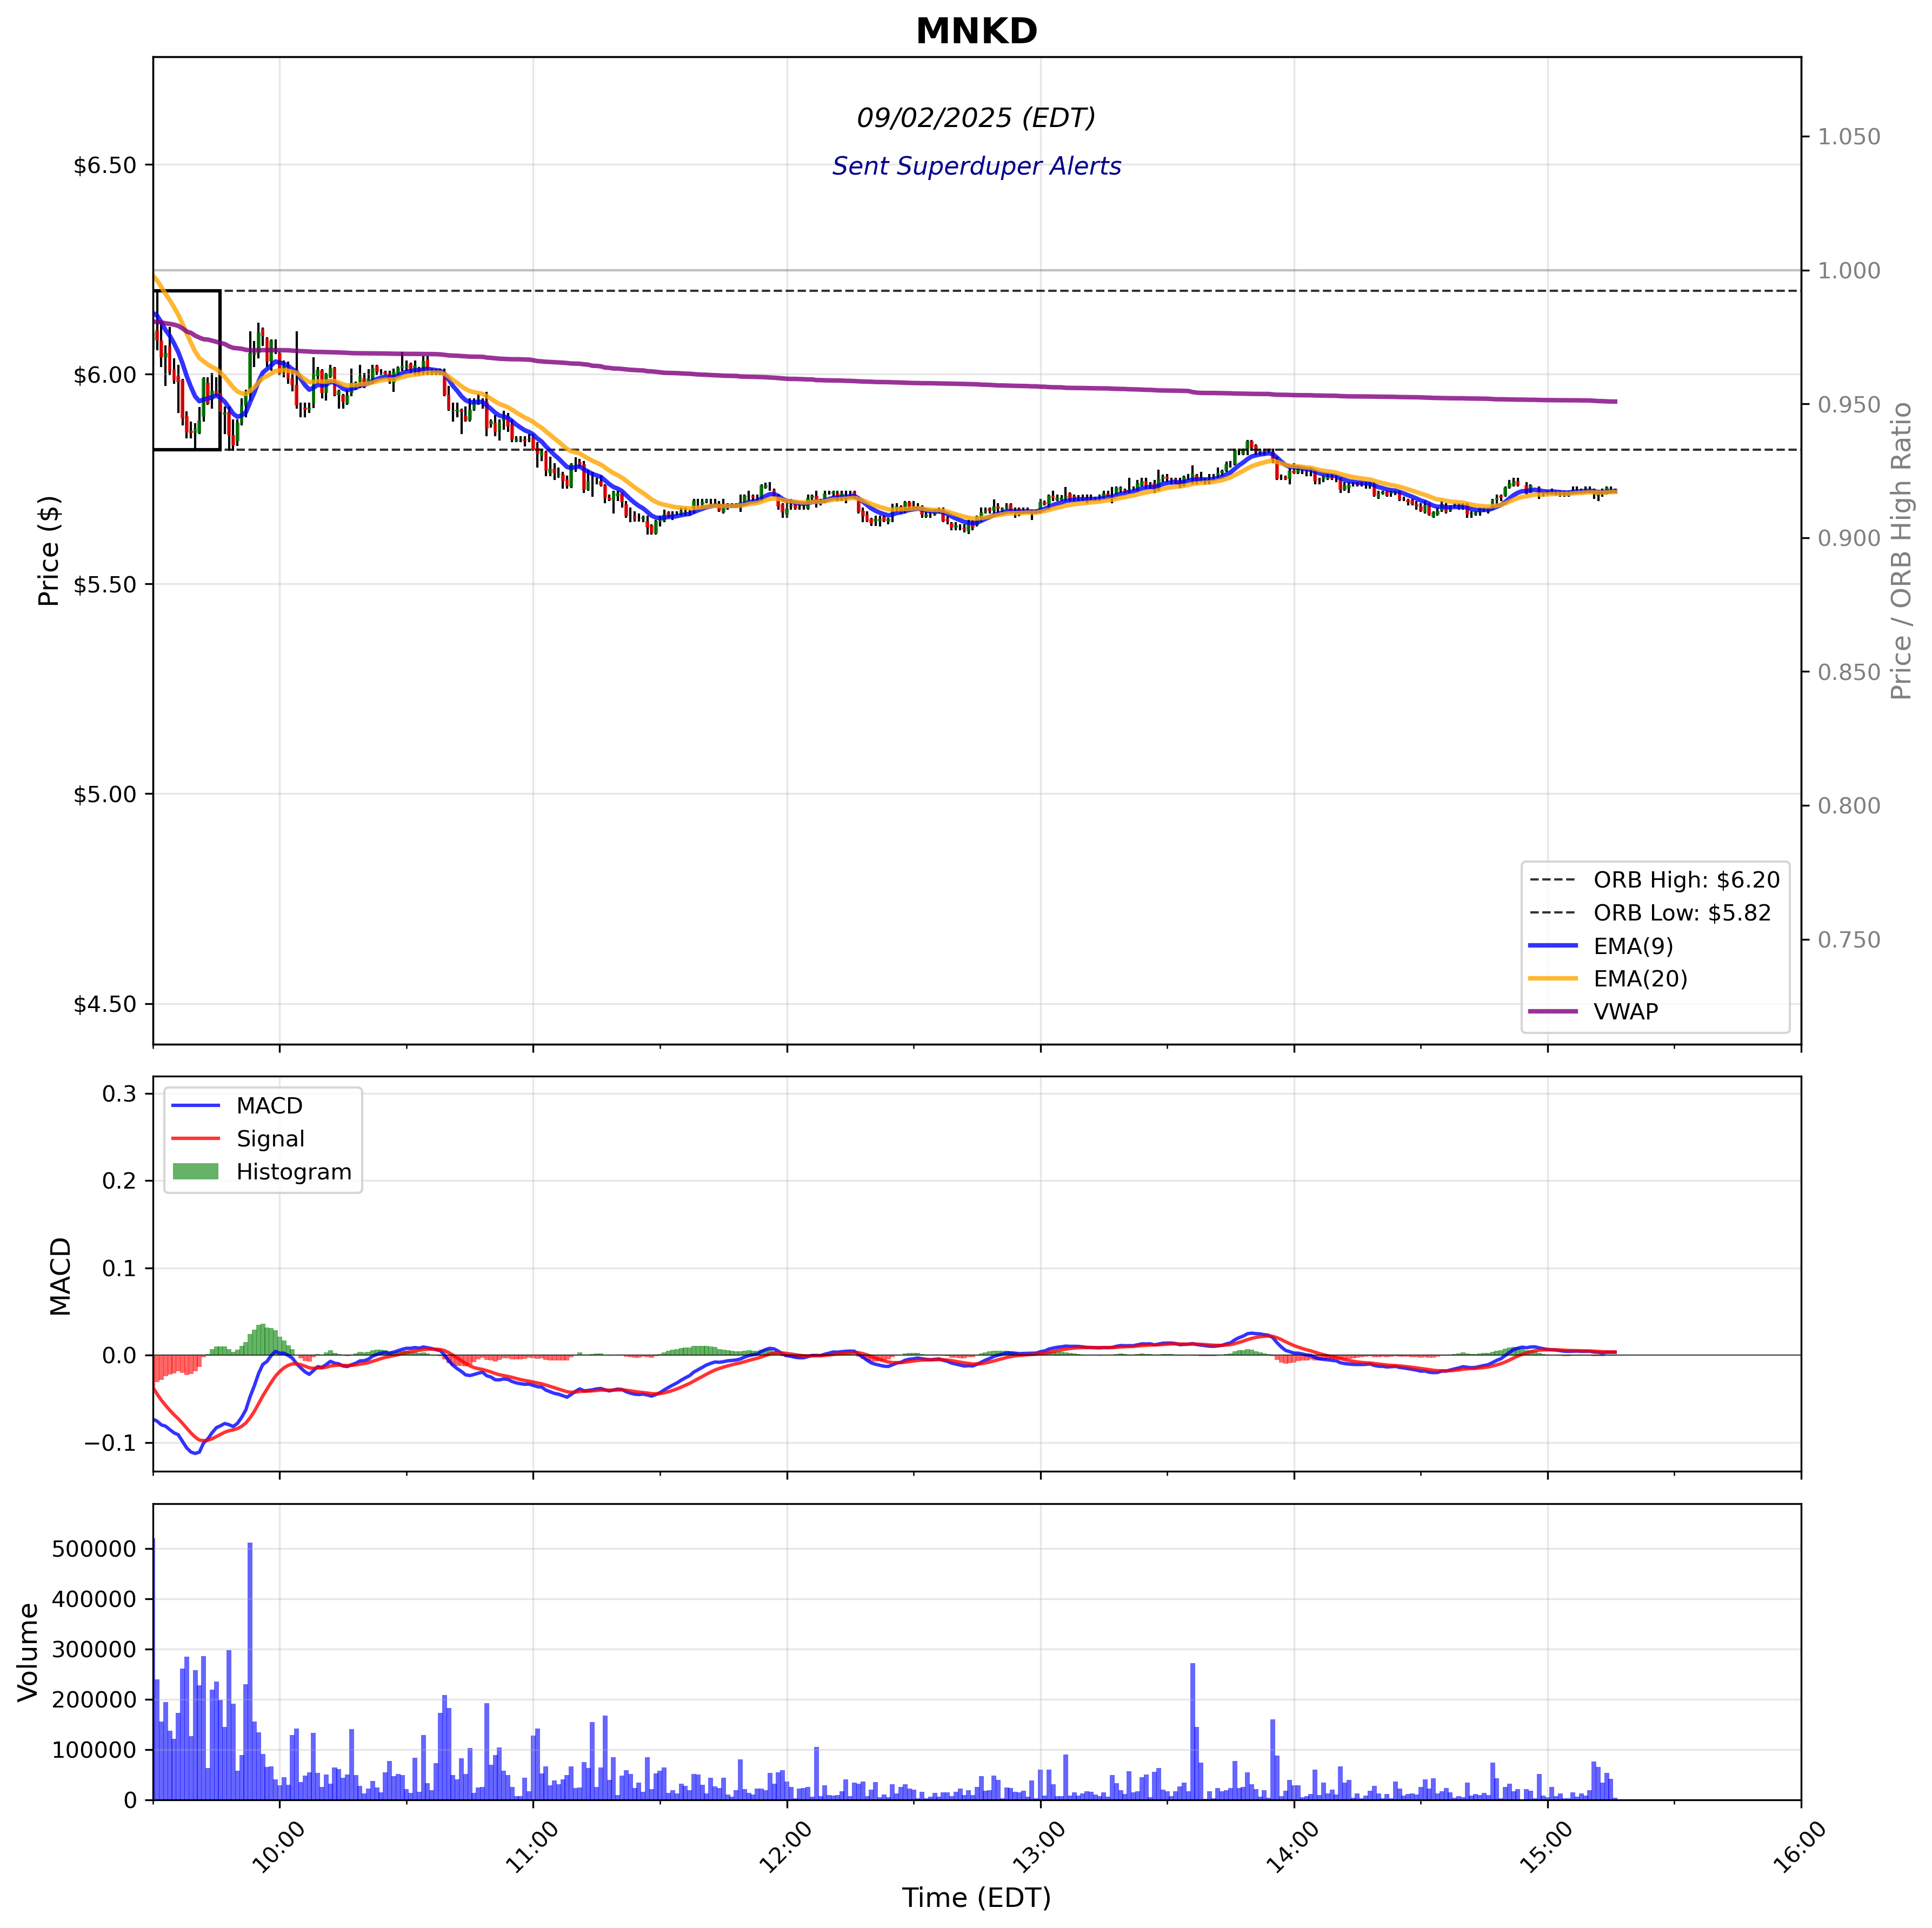 MNKD
09/02/2025 (EDT)
Sent Superduper Alerts
$6.50
$6.00
$5.50
$5.00
$4.50
Price ($)
1.050
1.000
0.950
0.900
0.850
0.800
0.750
Price / ORB High Ratio
ORB High: $6.20
ORB Low: $5.82
EMA(9)
EMA(20)
VWAP
0.3
0.2
0.1
0.0
−0.1
MACD
MACD
Signal
Histogram
500000
400000
300000
200000
100000
0
Volume
10:00
11:00
12:00
13:00
14:00
15:00
16:00
Time (EDT)